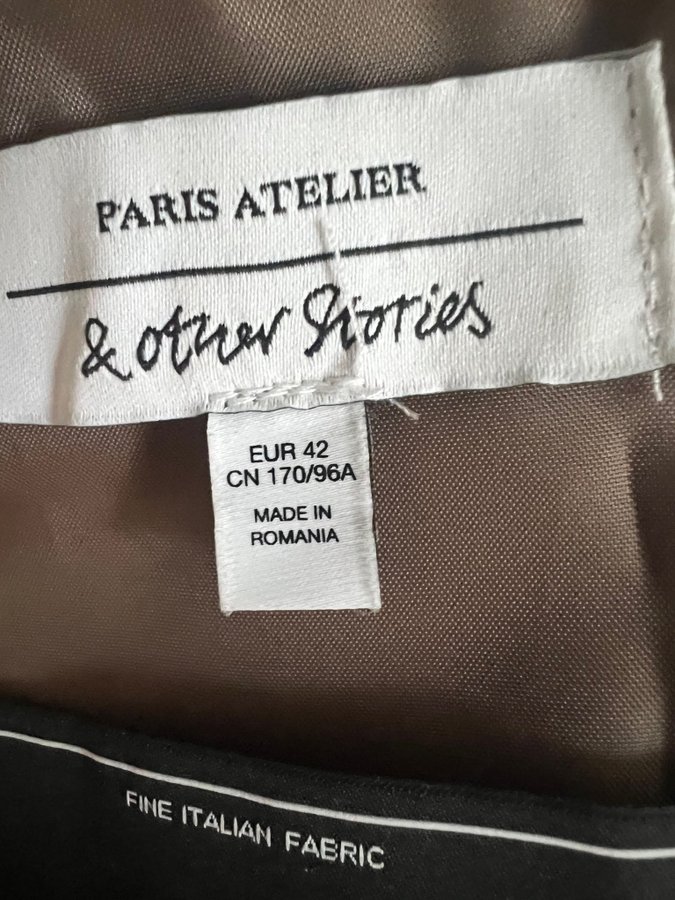 PARIS ATELIER
& other Stories
EUR 42
CN 170/96A
MADE IN
ROMANIA
FINE ITALIAN FABRIC